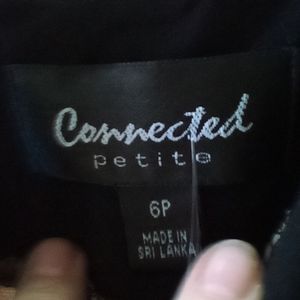 Connected
petite
6P
MADE IN
SRI LANKA